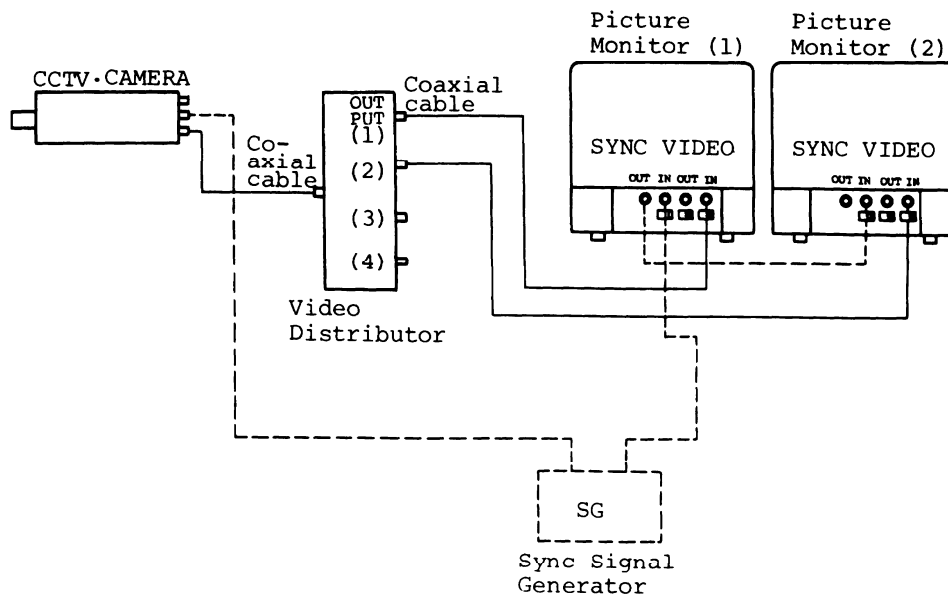 CCTV·CAMERA
Co-
axial
cable
OUT
PUT
(1)
(2)
(3)
(4)
Video
Distributor
Coaxial
cable
Picture
Monitor (1)
SYNC VIDEO
OUT IN OUT IN
Picture
Monitor (2)
SYNC VIDEO
OUT IN OUT IN
SG
Sync Signal
Generator